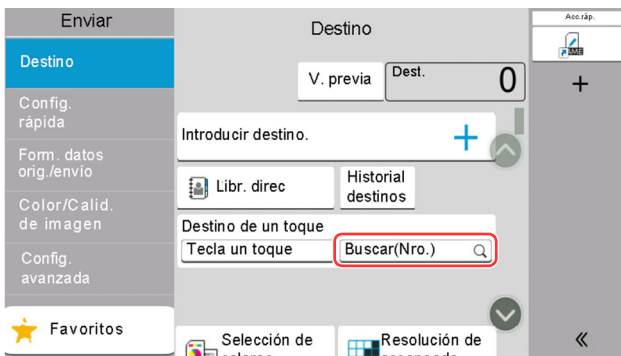 Enviar
Destino
Acc.ráp.
Destino
V. previa
Dest.
0
Config.
rápida
Introducir destino.
Form. datos
orig./envío
Libr. direc
Historial
destinos
Color/Calid.
de imagen
Destino de un toque
Tecla un toque
Buscar(Nro.)
Config.
avanzada
Favoritos
Selección de
colores
Resolución de